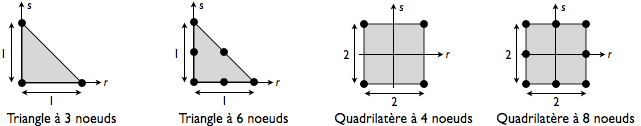 s
r
1
1
Triangle à 3 noeuds
s
r
1
1
Triangle à 6 noeuds
s
r
2
2
Quadrilatère à 4 noeuds
s
r
2
2
Quadrilatère à 8 noeuds